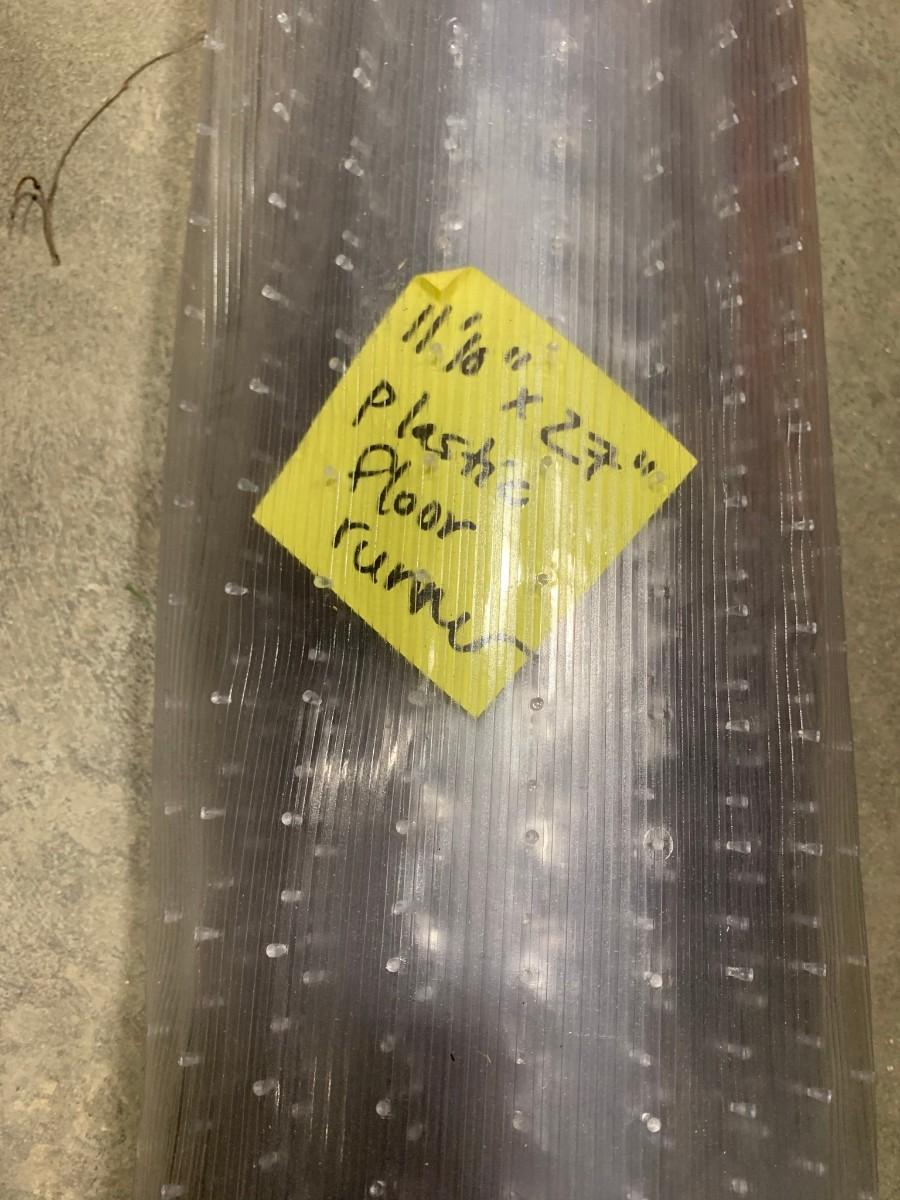 11'6" x 27"
Plastic
floor
runner